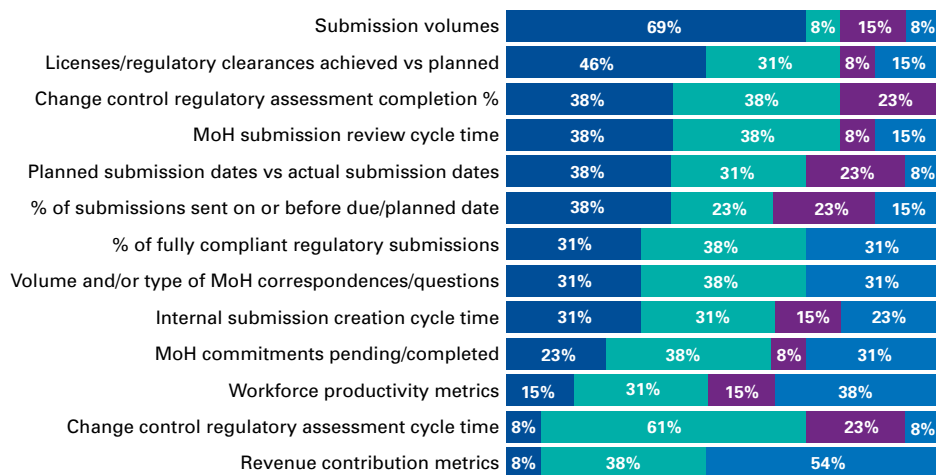 Submission volumes 69% 8% 15% 8%
Licenses/regulatory clearances achieved vs planned 46% 31% 8% 15%
Change control regulatory assessment completion % 38% 38% 23%
MoH submission review cycle time 38% 38% 8% 15%
Planned submission dates vs actual submission dates 38% 31% 23% 8%
% of submissions sent on or before due/planned date 38% 23% 23% 15%
% of fully compliant regulatory submissions 31% 38% 31%
Volume and/or type of MoH correspondences/questions 31% 38% 31%
Internal submission creation cycle time 31% 31% 15% 23%
MoH commitments pending/completed 23% 38% 8% 31%
Workforce productivity metrics 15% 31% 15% 38%
Change control regulatory assessment cycle time 8% 61% 23% 8%
Revenue contribution metrics 8% 38% 54%